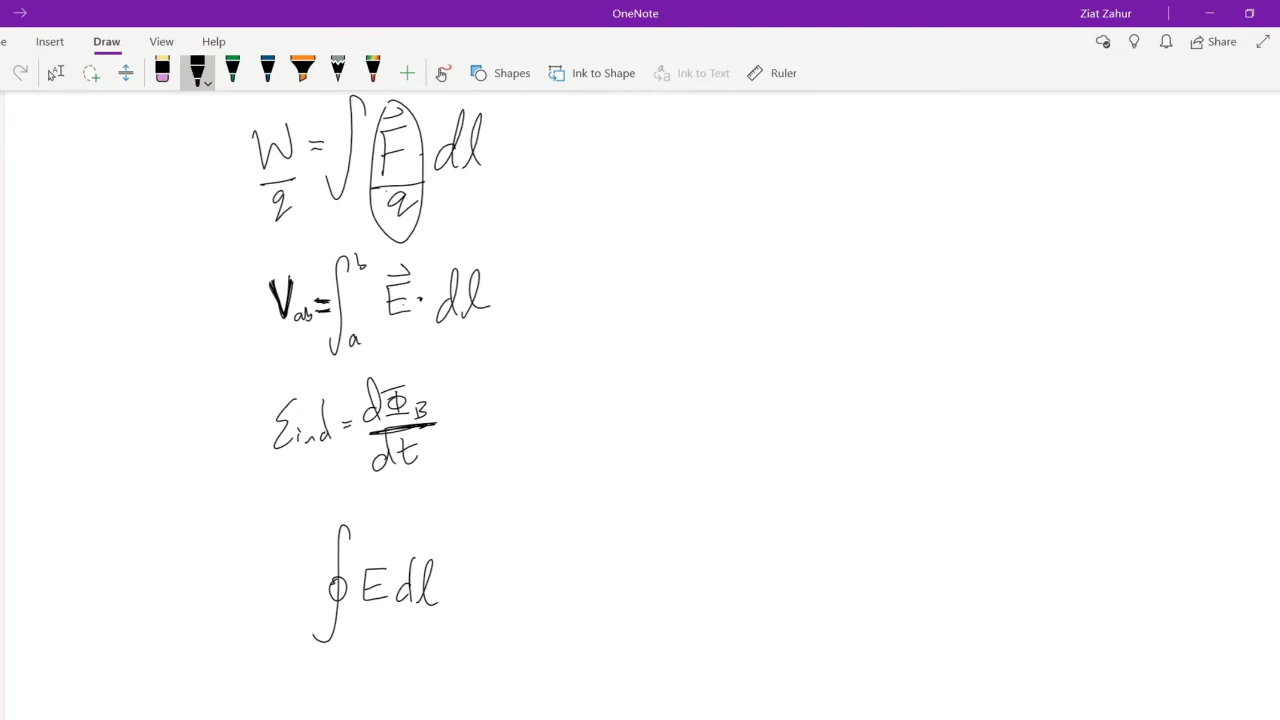 OneNote
Ziat Zahur
Insert Draw View Help
Share
Shapes
Ink to Shape
Ink to Text
Ruler
W/q = ∫ F⃗/q dl
V_ab = ∫_a^b E⃗ · dl
Σind = dΦ_B/dt
∮ E dl